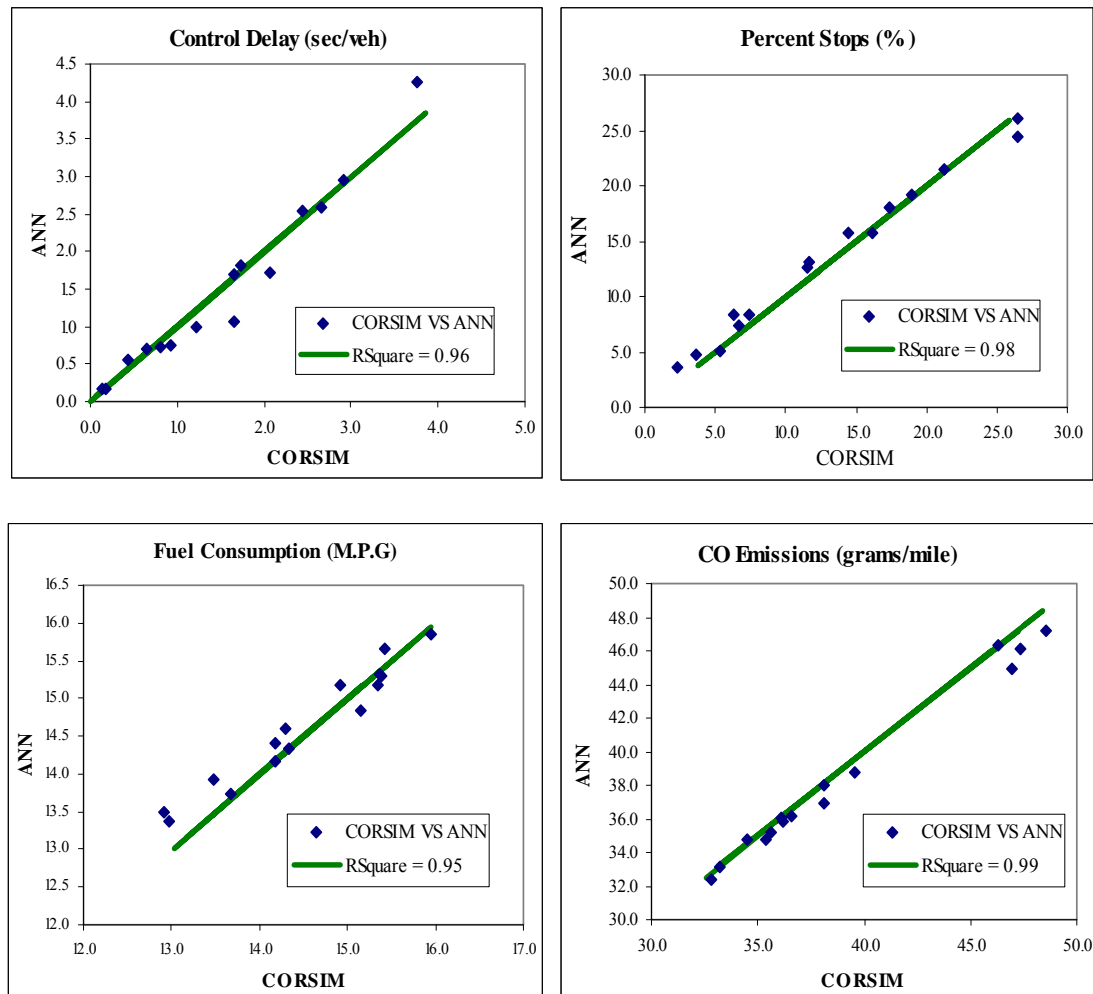 Control Delay (sec/veh)
4.5
4.0
3.5
3.0
2.5
2.0
1.5
1.0
0.5
0.0
ANN
CORSIM VS ANN
RSquare = 0.96
0.0 1.0 2.0 3.0 4.0 5.0
CORSIM
Percent Stops (%)
30.0
25.0
20.0
15.0
10.0
5.0
0.0
ANN
CORSIM VS ANN
RSquare = 0.98
0.0 5.0 10.0 15.0 20.0 25.0 30.0
CORSIM
Fuel Consumption (M.P.G)
16.5
16.0
15.5
15.0
14.5
14.0
13.5
13.0
12.5
12.0
ANN
CORSIM VS ANN
RSquare = 0.95
12.0 13.0 14.0 15.0 16.0 17.0
CORSIM
CO Emissions (grams/mile)
50.0
48.0
46.0
44.0
42.0
40.0
38.0
36.0
34.0
32.0
30.0
ANN
CORSIM VS ANN
RSquare = 0.99
30.0 35.0 40.0 45.0 50.0
CORSIM